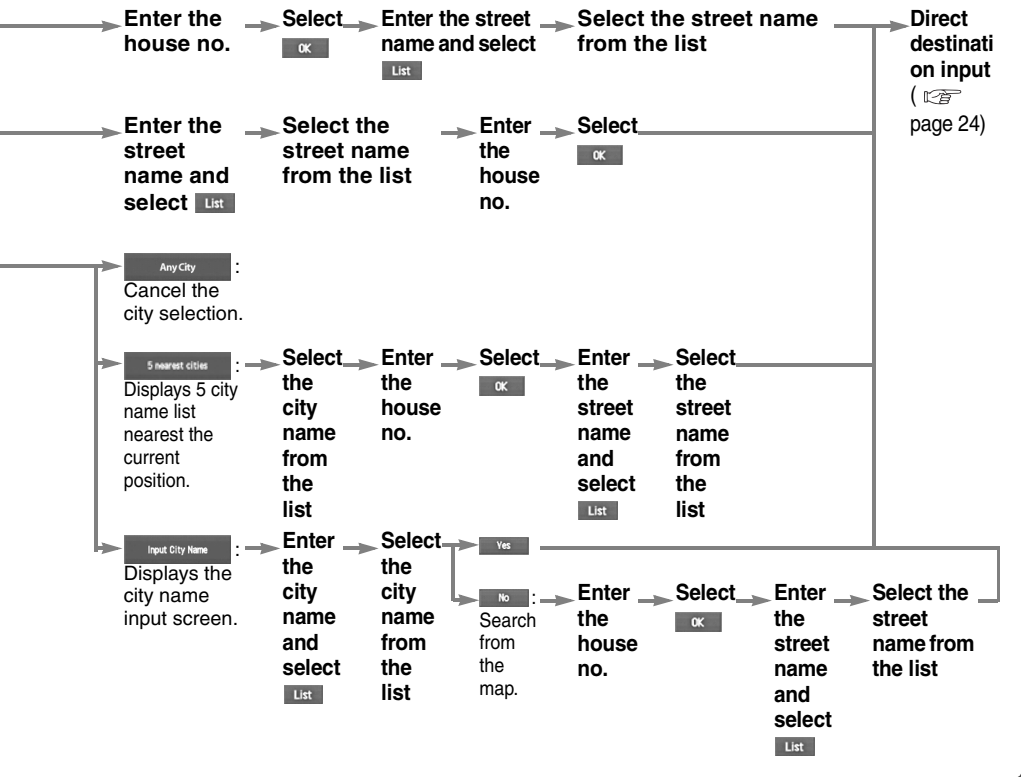 Enter the
house no.
Select
OK
Enter the street
name and select
List
Select the street name
from the list
Direct
destinati
on input
(
page 24)
Enter the
street
name and
select List
Select the
street name
from the list
Enter
the
house
no.
Select
OK
Any City :
Cancel the
city selection.
5 nearest cities :
Displays 5 city
name list
nearest the
current
position.
Select
the
city
name
from
the
list
Enter
the
house
no.
Select
OK
Enter
the
street
name
and
select
List
Select
the
street
name
from
the
list
Input City Name :
Displays the
city name
input screen.
Enter
the
city
name
and
select
List
Select
the
city
name
from
the
list
Yes
No :
Search
from
the
map.
Enter
the
house
no.
Select
OK
Enter
the
street
name
and
select
List
Select the
street
name from
the list